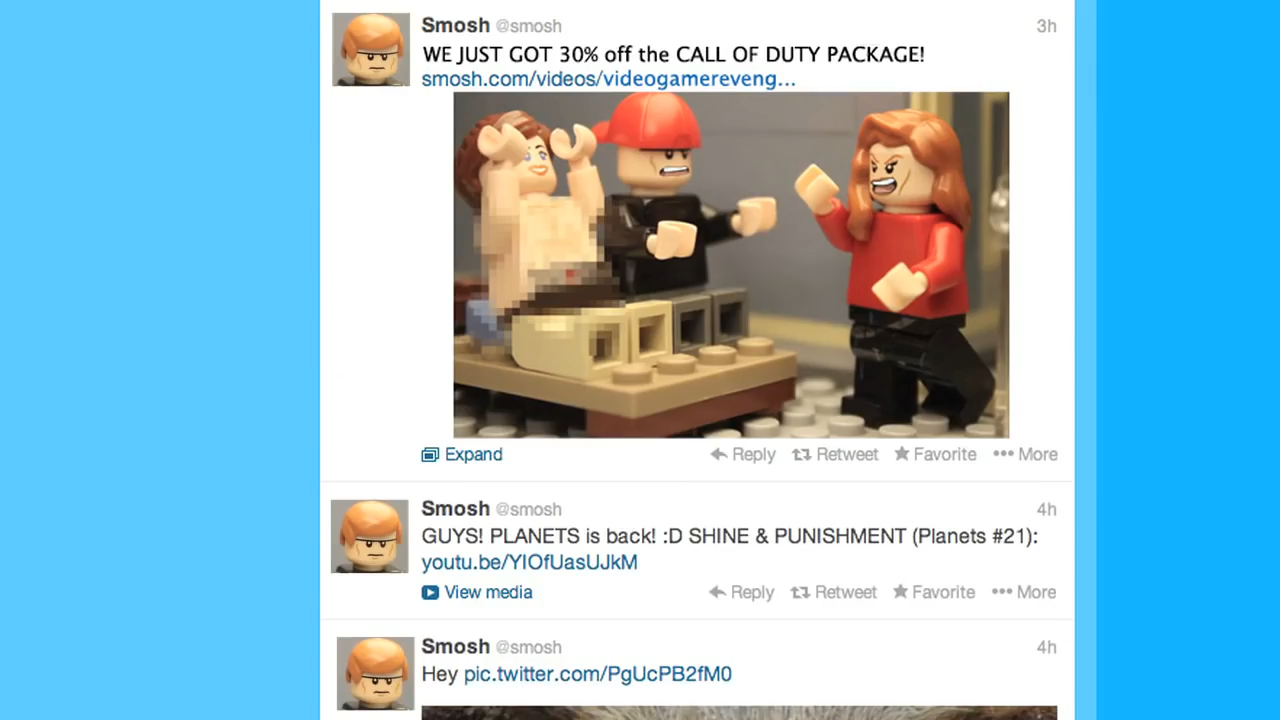 Smosh @smosh 3h
WE JUST GOT 30% off the CALL OF DUTY PACKAGE!
smosh.com/videos/videogamereveng...
Expand Reply Retweet Favorite More
Smosh @smosh 4h
GUYS! PLANETS is back! :D SHINE & PUNISHMENT (Planets #21):
youtu.be/YIOfUasUJkM
View media Reply Retweet Favorite More
Smosh @smosh 4h
Hey pic.twitter.com/PgUcPB2fM0